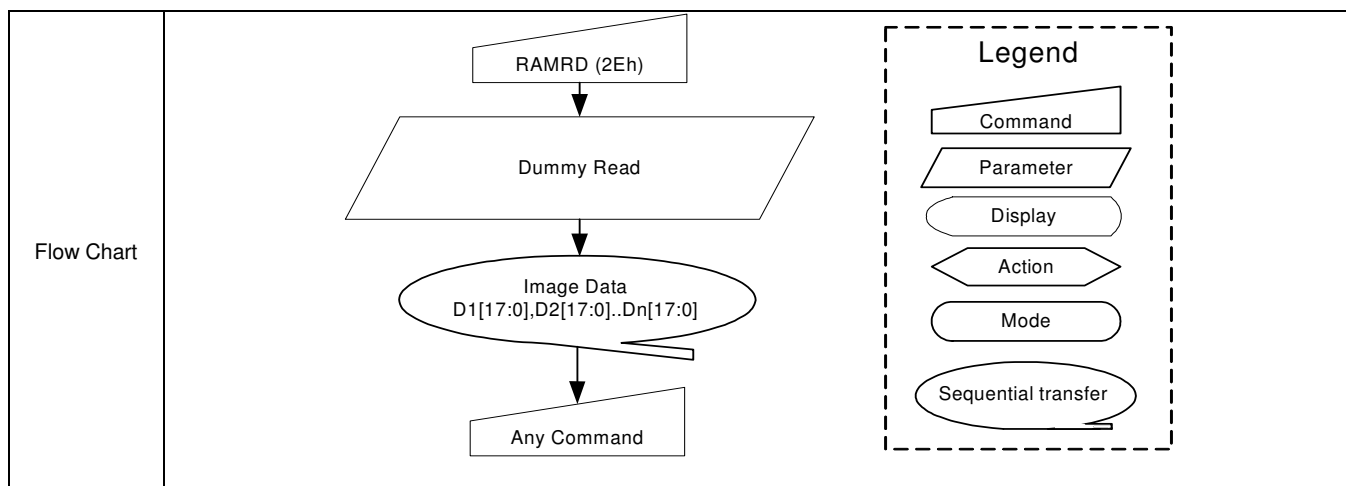 Flow Chart
RAMRD (2Eh)
Dummy Read
Image Data
D1[17:0],D2[17:0]..Dn[17:0]
Any Command
Legend
Command
Parameter
Display
Action
Mode
Sequential transfer